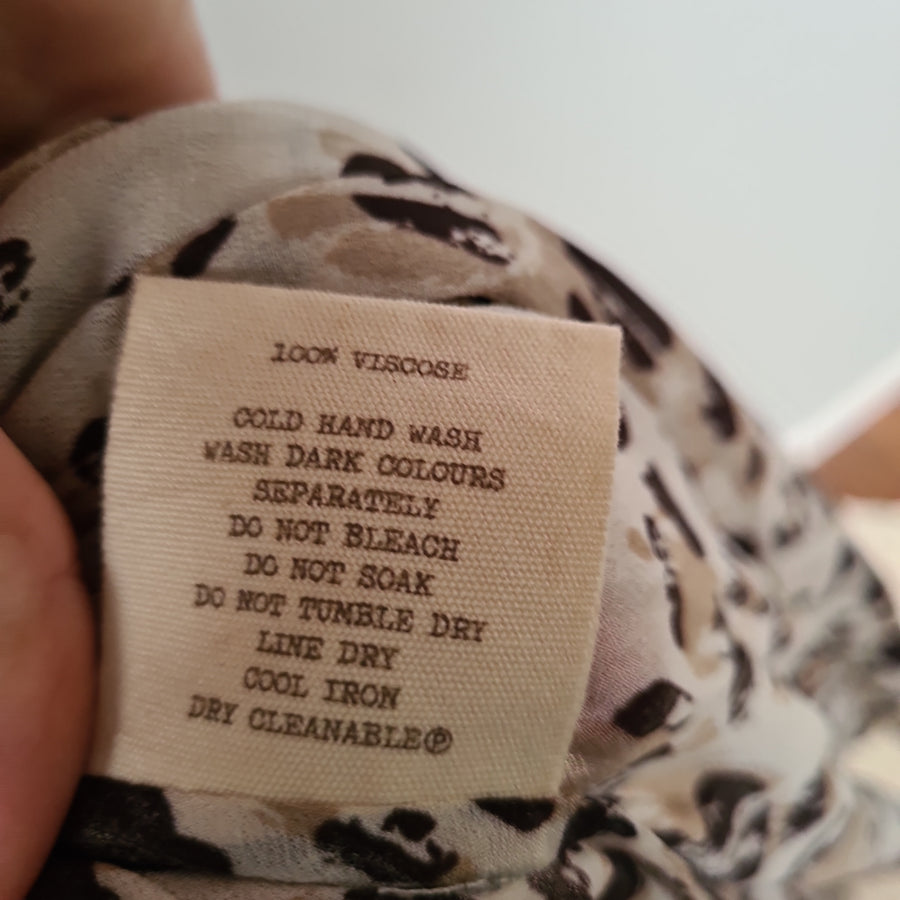 100% VISCOSE
COLD HAND WASH
WASH DARK COLOURS
SEPARATELY
DO NOT BLEACH
DO NOT SOAK
DO NOT TUMBLE DRY
LINE DRY
COOL IRON
DRY CLEANABLE Ⓟ